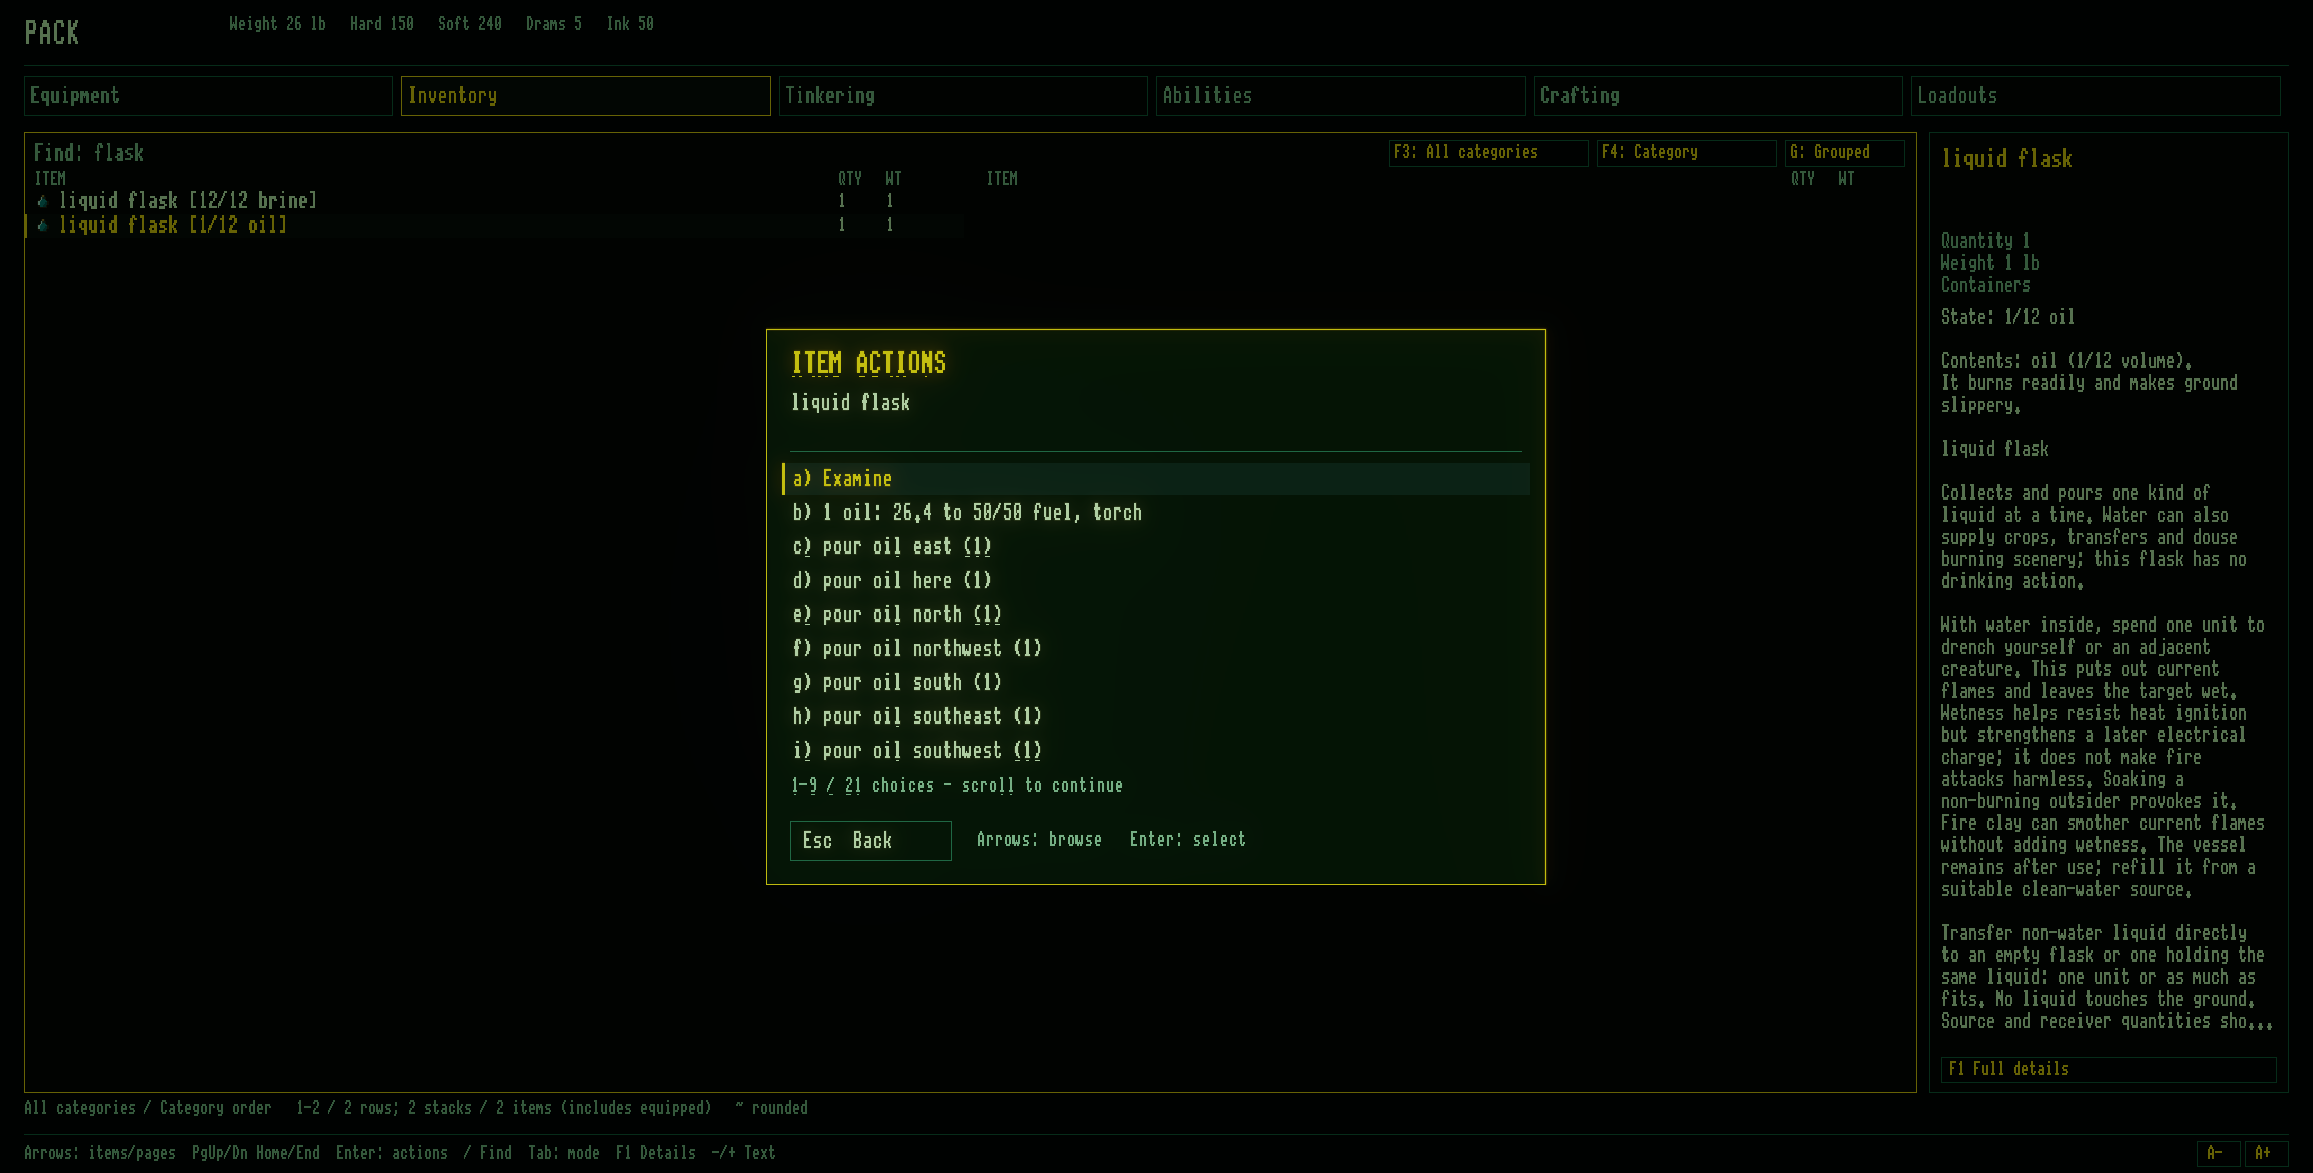 PACK
Weight 26 lb Hard 150 Soft 240 Drams 5 Ink 50
Equipment
Inventory
Tinkering
Abilities
Crafting
Loadouts
Find: flask
F3: All categories
F4: Category
G: Grouped
ITEM QTY WT ITEM QTY WT
liquid flask [12/12 brine] 1 1
liquid flask [1/12 oil] 1 1
ITEM ACTIONS
liquid flask
a) Examine
b) 1 oil: 26.4 to 50/50 fuel, torch
c) pour oil east (1)
d) pour oil here (1)
e) pour oil north (1)
f) pour oil northwest (1)
g) pour oil south (1)
h) pour oil southeast (1)
i) pour oil southwest (1)
1-9 / 21 choices - scroll to continue
Esc Back
Arrows: browse Enter: select
liquid flask
Quantity 1
Weight 1 lb
Containers
State: 1/12 oil
Contents: oil (1/12 volume).
It burns readily and makes ground
slippery.
liquid flask
Collects and pours one kind of
liquid at a time. Water can also
supply crops, transfers and douse
burning scenery; this flask has no
drinking action.
With water inside, spend one unit to
drench yourself or an adjacent
creature. This puts out current
flames and leaves the target wet.
Wetness helps resist heat ignition
but strengthens a later electrical
charge; it does not make fire
attacks harmless. Soaking a
non-burning outsider provokes it.
Fire clay can smother current flames
without adding wetness. The vessel
remains after use; refill it from a
suitable clean-water source.
Transfer non-water liquid directly
to an empty flask or one holding the
same liquid: one unit or as much as
fits. No liquid touches the ground.
Source and receiver quantities sho...
F1 Full details
All categories / Category order 1-2 / 2 rows; 2 stacks / 2 items (includes equipped) ~ rounded
Arrows: items/pages PgUp/Dn Home/End Enter: actions / Find Tab: mode F1 Details -/+ Text
A- A+